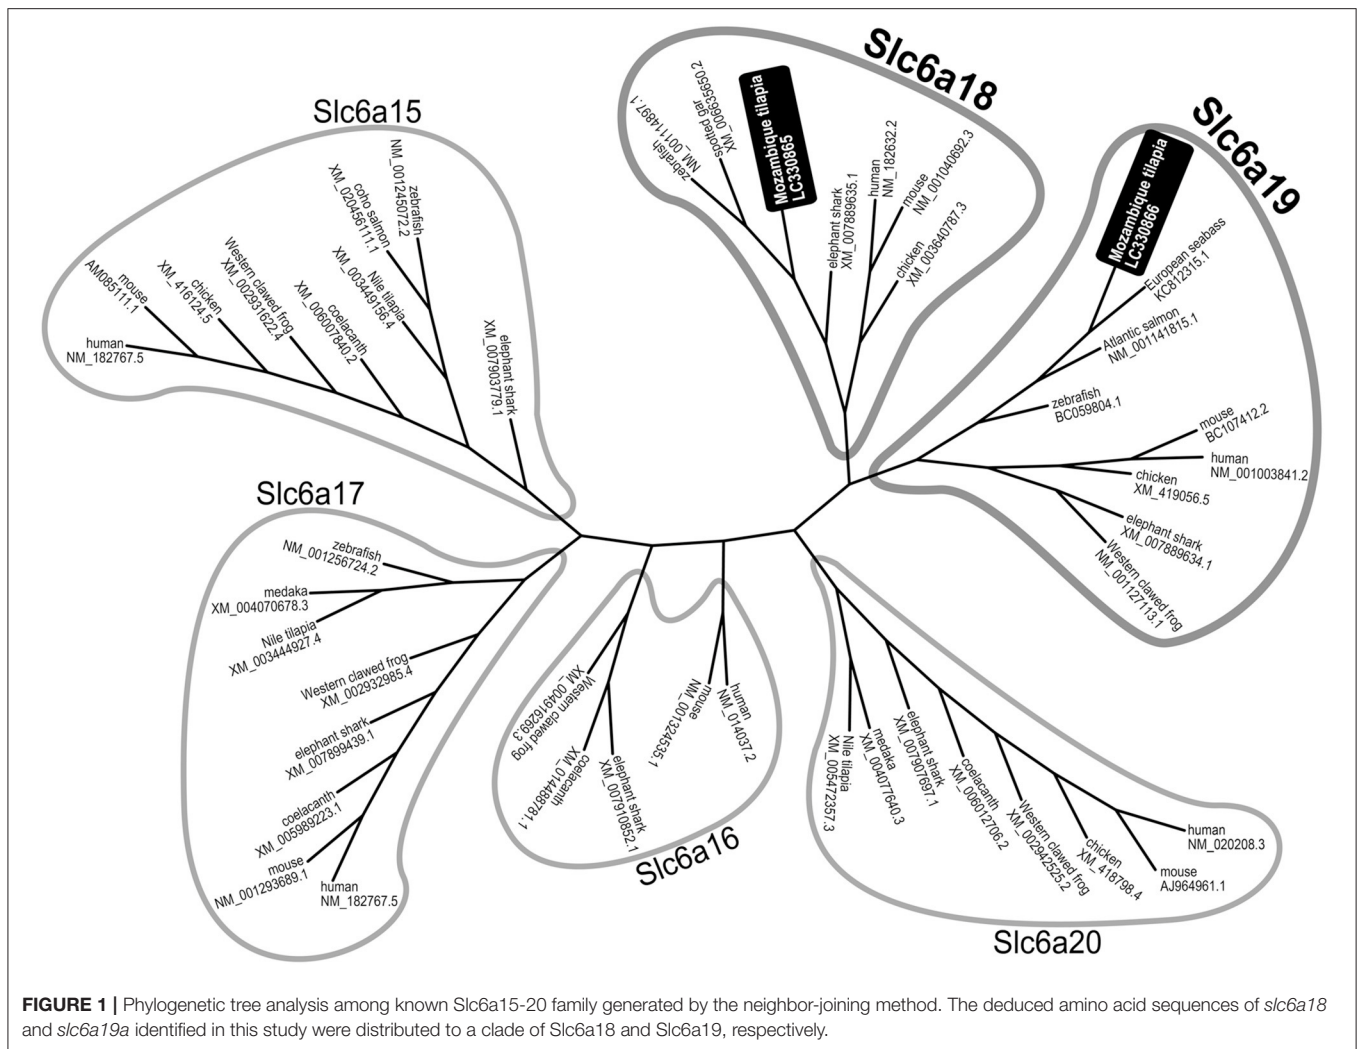 Slc6a15
zebrafish
NM_001245072.2
coho salmon
XM_020456111.1
Nile tilapia
XM_003449156.4
coelacanth
XM_006007840.2
Western clawed frog
XM_002931622.4
chicken
XM_416124.5
mouse
AM085111.1
human
NM_182767.5
elephant shark
XM_007903779.1
Slc6a18
zebrafish
NM_001114897.1
spotted gar
XM_006635650.2
Mozambique tilapia
LC330865
elephant shark
XM_007889635.1
human
NM_182632.2
mouse
NM_001040692.3
chicken
XM_003640787.3
Slc6a19
Mozambique tilapia
LC330866
European seabass
KC812315.1
Atlantic salmon
NM_001141815.1
zebrafish
BC059804.1
mouse
BC107412.2
human
NM_001003841.2
chicken
XM_419056.5
elephant shark
XM_007889634.1
Western clawed frog
NM_001127113.1
Slc6a17
zebrafish
NM_001256724.2
medaka
XM_004070678.3
Nile tilapia
XM_003444927.4
Western clawed frog
XM_002932985.4
elephant shark
XM_007899439.1
coelacanth
XM_005989223.1
mouse
NM_001293689.1
human
NM_182767.5
Western clawed frog
XM_004916269.3
coelacanth
XM_014488781.1
elephant shark
XM_007910852.1
mouse
NM_001324535.1
human
NM_014037.2
Slc6a16
Nile tilapia
XM_005472357.3
medaka
XM_004077640.3
elephant shark
XM_007907697.1
coelacanth
XM_006012706.2
Western clawed frog
XM_002942525.2
chicken
XM_418798.4
mouse
AJ964961.1
human
NM_020208.3
Slc6a20
FIGURE 1 | Phylogenetic tree analysis among known Slc6a15-20 family generated by the neighbor-joining method. The deduced amino acid sequences of slc6a18
and slc6a19a identified in this study were distributed to a clade of Slc6a18 and Slc6a19, respectively.